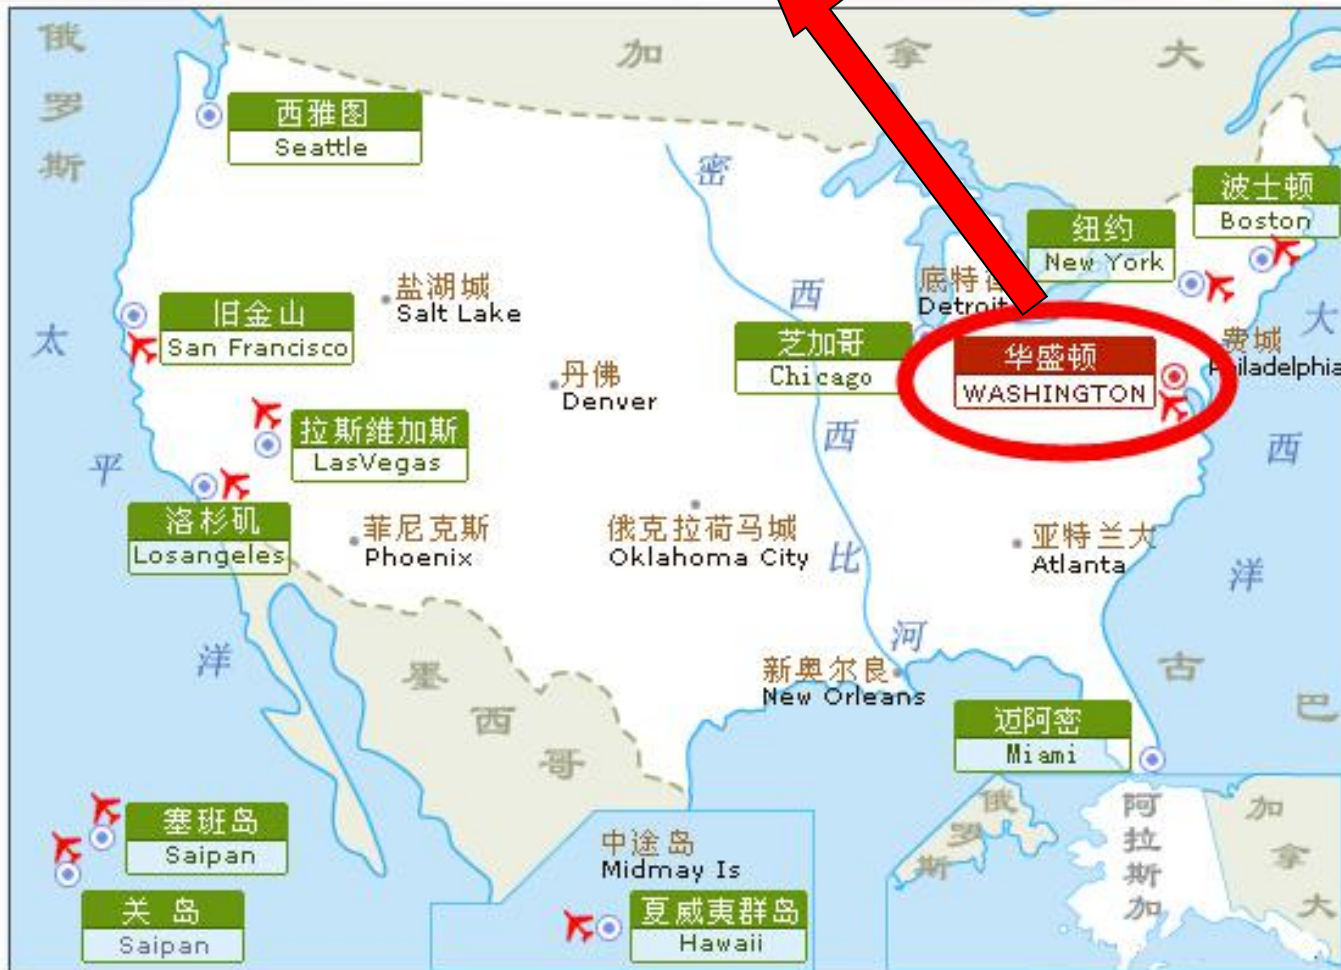 俄罗斯
加拿大
西雅图
Seattle
密西西比河
波士顿
Boston
纽约
New York
盐湖城
Salt Lake
底特
Detroit
旧金山
San Francisco
太平洋
大西洋
芝加哥
Chicago
华盛顿
WASHINGTON
费城
Philadelphia
丹佛
Denver
拉斯維加斯
LasVegas
洛杉矶
Losangeles
菲尼克斯
Phoenix
俄克拉荷马城
Oklahoma City
亚特兰大
Atlanta
墨西哥
新奥尔良
New Orleans
古巴
迈阿密
Miami
塞班岛
Saipan
关 岛
Saipan
中途岛
Midmay Is
夏威夷群岛
Hawaii
俄罗斯
阿拉斯加
加拿大